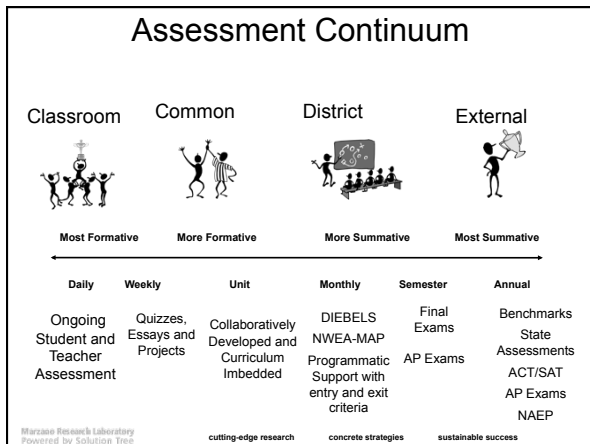 Assessment Continuum
Classroom
Common
District
External
Most Formative
More Formative
More Summative
Most Summative
Daily
Weekly
Unit
Monthly
Semester
Annual
Ongoing
Student and
Teacher
Assessment
Quizzes,
Essays and
Projects
Collaboratively
Developed and
Curriculum
Imbedded
DIEBELS
NWEA-MAP
Programmatic
Support with
entry and exit
criteria
Final
Exams
AP Exams
Benchmarks
State
Assessments
ACT/SAT
AP Exams
NAEP
Marzano Research Laboratory
Powered by Solution Tree
cutting-edge research
concrete strategies
sustainable success